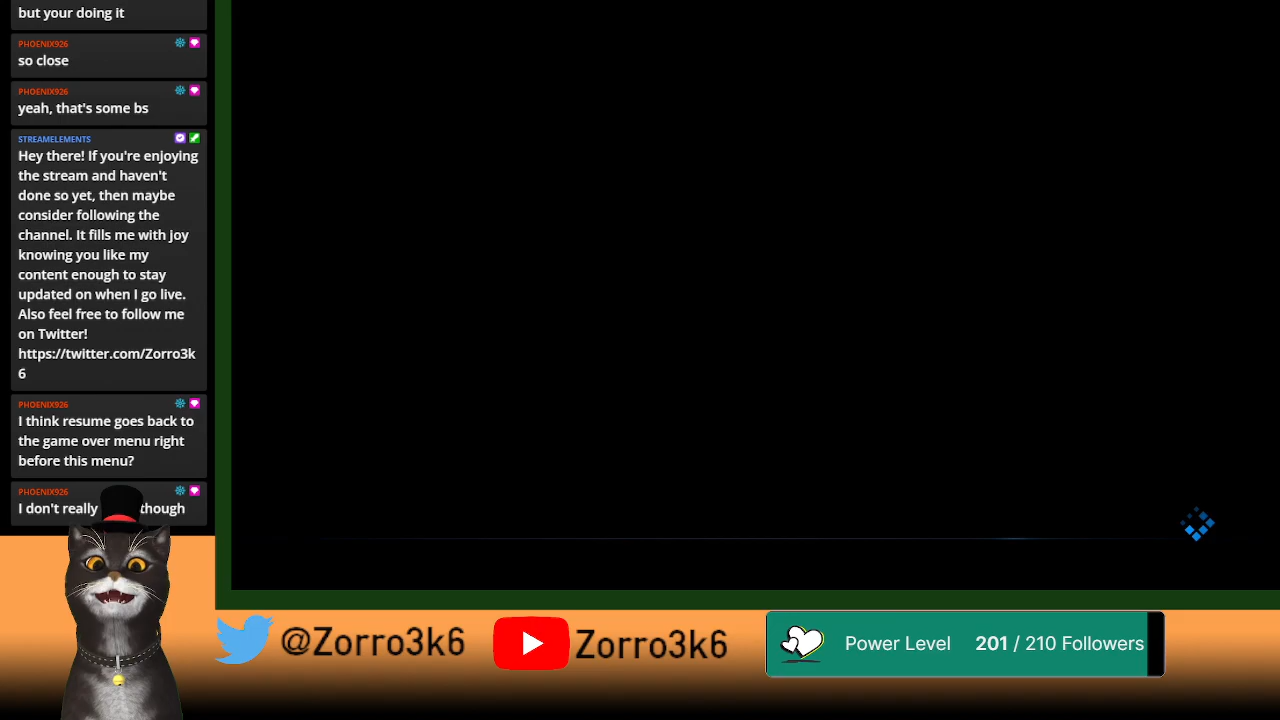 but your doing it
PHOENIX926
so close
PHOENIX926
yeah, that's some bs
STREAMELEMENTS
Hey there! If you're enjoying
the stream and haven't
done so yet, then maybe
consider following the
channel. It fills me with joy
knowing you like my
content enough to stay
updated on when I go live.
Also feel free to follow me
on Twitter!
https://twitter.com/Zorro3k
6
PHOENIX926
I think resume goes back to
the game over menu right
before this menu?
PHOENIX926
I don't really though
@Zorro3k6
Zorro3k6
Power Level 201 / 210 Followers